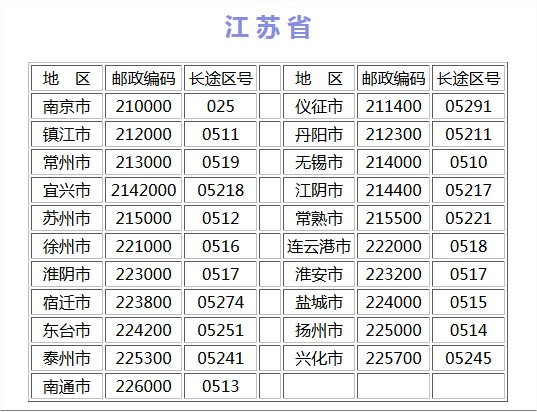 江苏省
地 区 邮政编码 长途区号 地 区 邮政编码 长途区号
南京市 210000 025 仪征市 211400 05291
镇江市 212000 0511 丹阳市 212300 05211
常州市 213000 0519 无锡市 214000 0510
宜兴市 2142000 05218 江阴市 214400 05217
苏州市 215000 0512 常熟市 215500 05221
徐州市 221000 0516 连云港市 222000 0518
淮阴市 223000 0517 淮安市 223200 0517
宿迁市 223800 05274 盐城市 224000 0515
东台市 224200 05251 扬州市 225000 0514
泰州市 225300 05241 兴化市 225700 05245
南通市 226000 0513